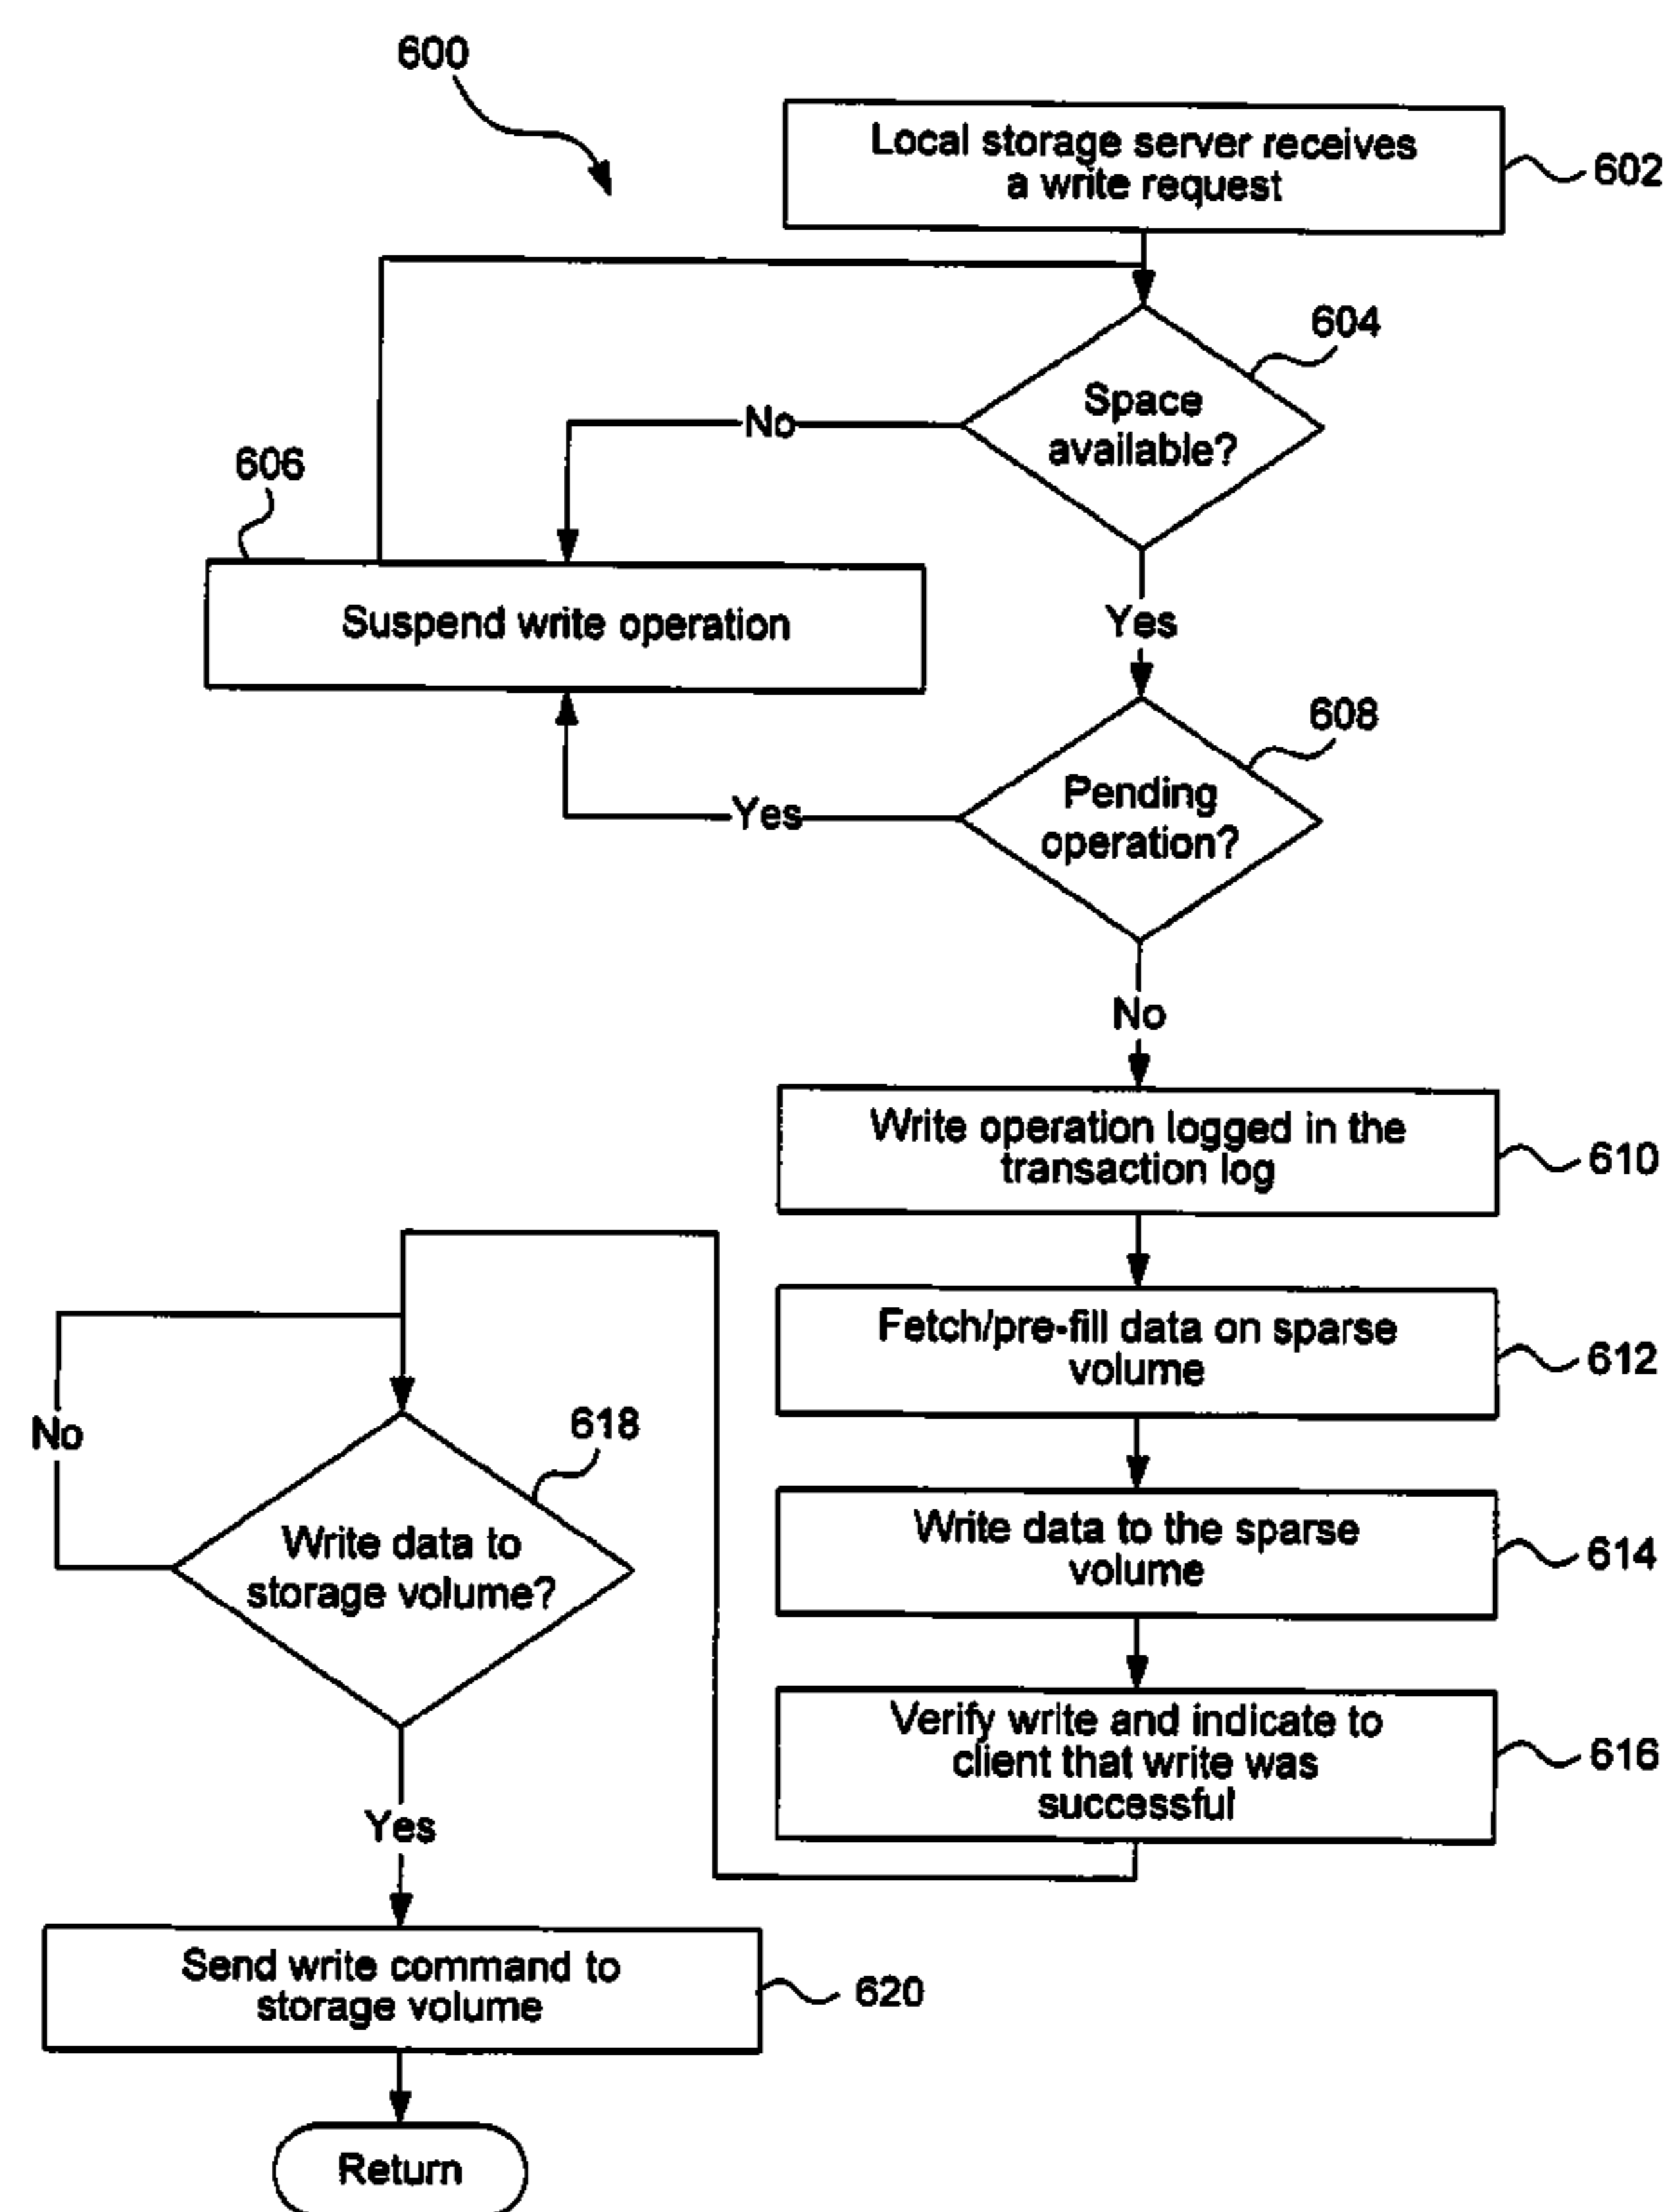 600
Local storage server receives
a write request
602
604
Space
available?
No
606
Suspend write operation
Yes
608
Pending
operation?
Yes
No
Write operation logged in the
transaction log
610
Fetch/pre-fill data on sparse
volume
612
Write data to the sparse
volume
614
Verify write and indicate to
client that write was
successful
616
No
618
Write data to
storage volume?
Yes
Send write command to
storage volume
620
Return